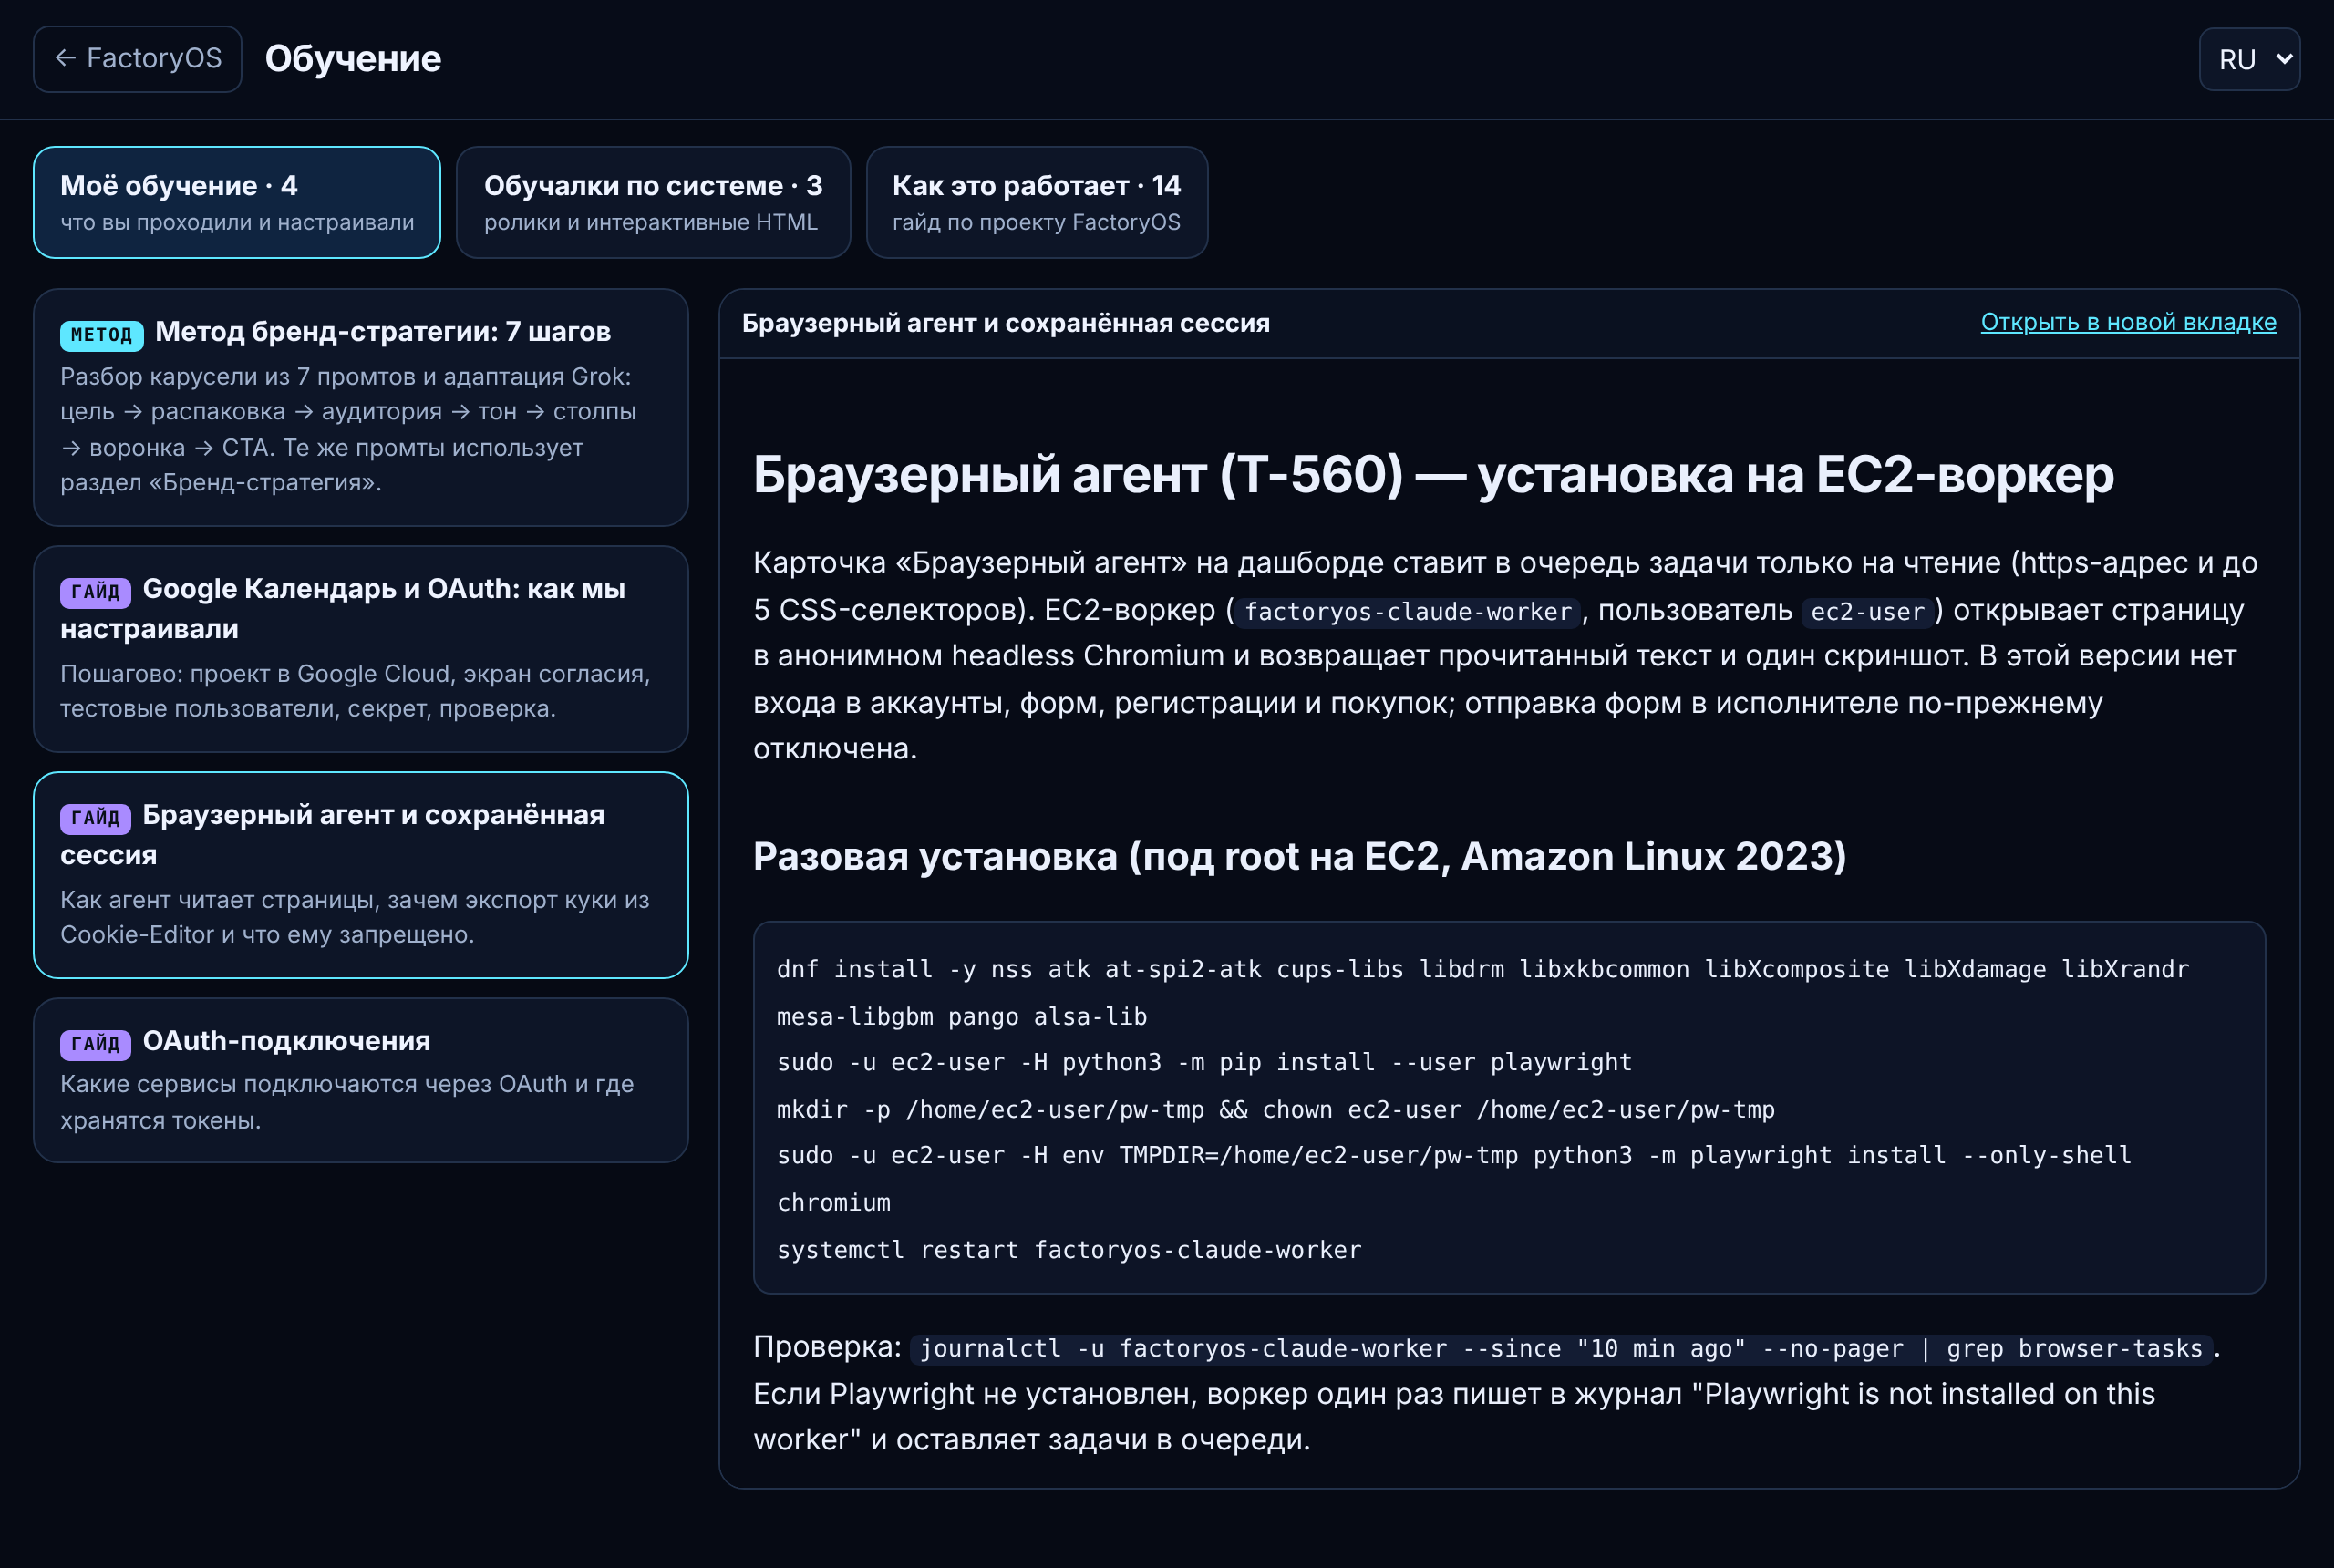 ← FactoryOS
Обучение
RU
Моё обучение · 4
что вы проходили и настраивали
Обучалки по системе · 3
ролики и интерактивные HTML
Как это работает · 14
гайд по проекту FactoryOS
МЕТОД Метод бренд-стратегии: 7 шагов
Разбор карусели из 7 промтов и адаптация Grok:
цель → распаковка → аудитория → тон → столпы
→ воронка → CTA. Те же промты использует
раздел «Бренд-стратегия».
ГАЙД Google Календарь и OAuth: как мы
настраивали
Пошагово: проект в Google Cloud, экран согласия,
тестовые пользователи, секрет, проверка.
ГАЙД Браузерный агент и сохранённая
сессия
Как агент читает страницы, зачем экспорт куки из
Cookie-Editor и что ему запрещено.
ГАЙД OAuth-подключения
Какие сервисы подключаются через OAuth и где
хранятся токены.
Браузерный агент и сохранённая сессия
Открыть в новой вкладке
Браузерный агент (T-560) — установка на EC2-воркер
Карточка «Браузерный агент» на дашборде ставит в очередь задачи только на чтение (https-адрес и до
5 CSS-селекторов). EC2-воркер (factoryos-claude-worker, пользователь ec2-user) открывает страницу
в анонимном headless Chromium и возвращает прочитанный текст и один скриншот. В этой версии нет
входа в аккаунты, форм, регистрации и покупок; отправка форм в исполнителе по-прежнему
отключена.
Разовая установка (под root на EC2, Amazon Linux 2023)
dnf install -y nss atk at-spi2-atk cups-libs libdrm libxkbcommon libXcomposite libXdamage libXrandr
mesa-libgbm pango alsa-lib
sudo -u ec2-user -H python3 -m pip install --user playwright
mkdir -p /home/ec2-user/pw-tmp && chown ec2-user /home/ec2-user/pw-tmp
sudo -u ec2-user -H env TMPDIR=/home/ec2-user/pw-tmp python3 -m playwright install --only-shell
chromium
systemctl restart factoryos-claude-worker
Проверка: journalctl -u factoryos-claude-worker --since "10 min ago" --no-pager | grep browser-tasks.
Если Playwright не установлен, воркер один раз пишет в журнал "Playwright is not installed on this
worker" и оставляет задачи в очереди.